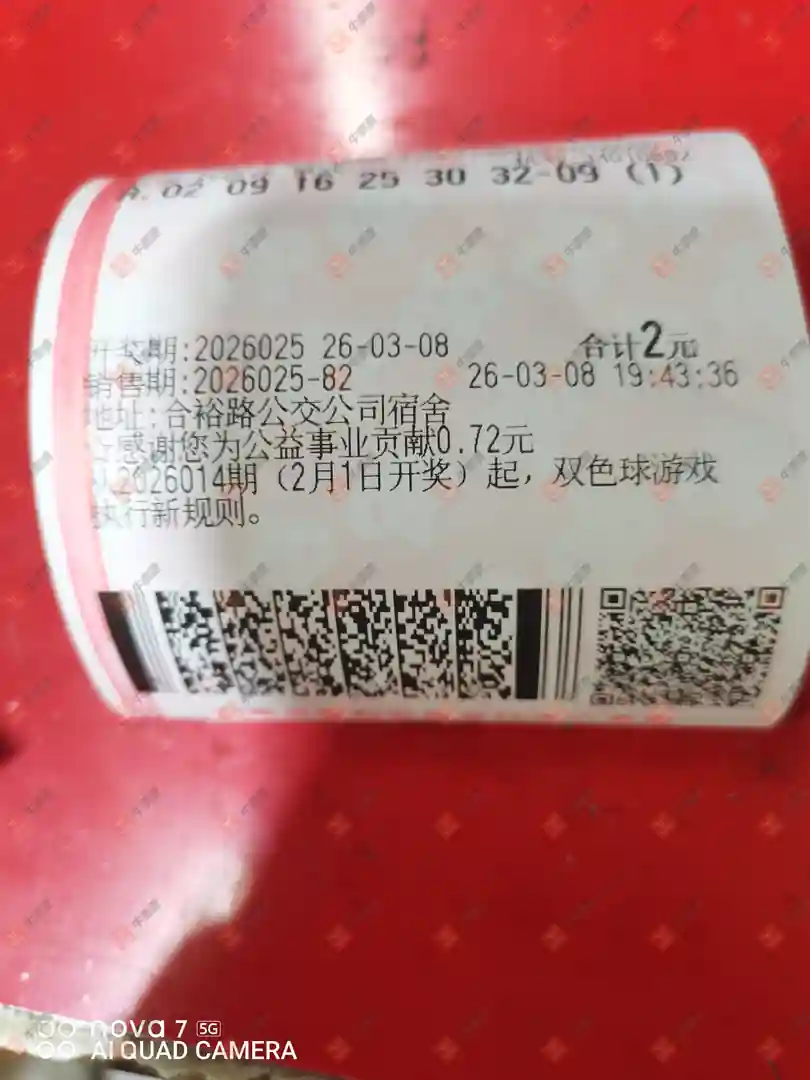 A. 02 09 16 25 30 32-09 (1)
开奖期:2026025 26-03-08 合计2元
销售期:2026025-82 26-03-08 19:43:36
地址:合裕路公交公司宿舍
感谢您为公益事业贡献0.72元
从2026014期（2月1日开奖）起，双色球游戏
执行新规则。
nova 7 5G
AI QUAD CAMERA